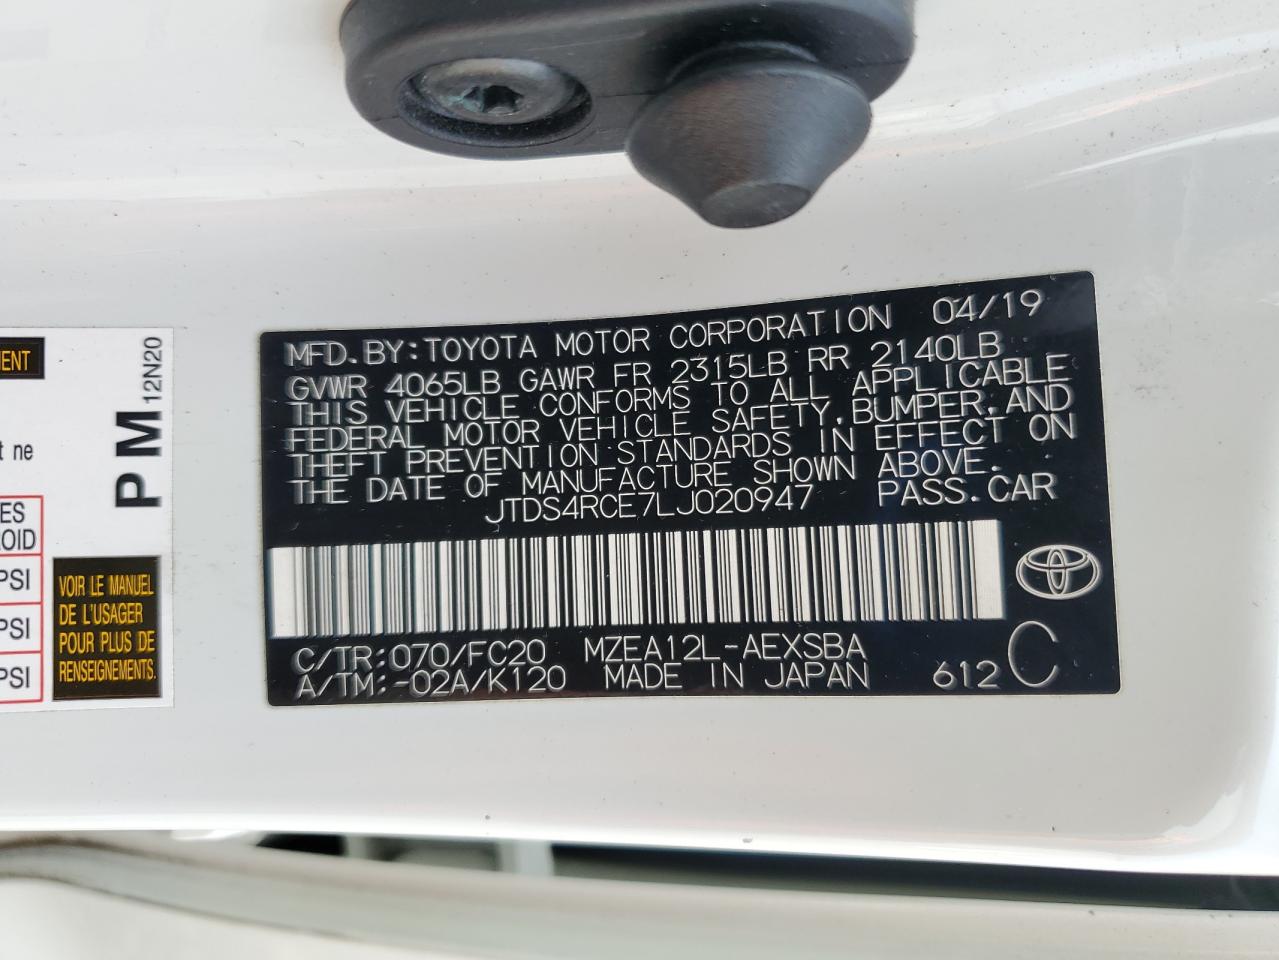 MFD.BY:TOYOTA MOTOR CORPORATION 04/19
GVWR 4065LB GAWR FR 2315LB RR 2140LB
THIS VEHICLE CONFORMS TO ALL APPLICABLE
FEDERAL MOTOR VEHICLE SAFETY,BUMPER,AND
THEFT PREVENTION STANDARDS IN EFFECT ON
THE DATE OF MANUFACTURE SHOWN ABOVE.
JTDS4RCE7LJ020947 PASS.CAR
C/TR:070/FC20 MZEA12L-AEXSBA
A/TM:-02A/K120 MADE IN JAPAN 612 C
PM 12N20
MENT
t ne
ES
OID
PSI
PSI
PSI
VOIR LE MANUEL
DE L'USAGER
POUR PLUS DE
RENSEIGNEMENTS.